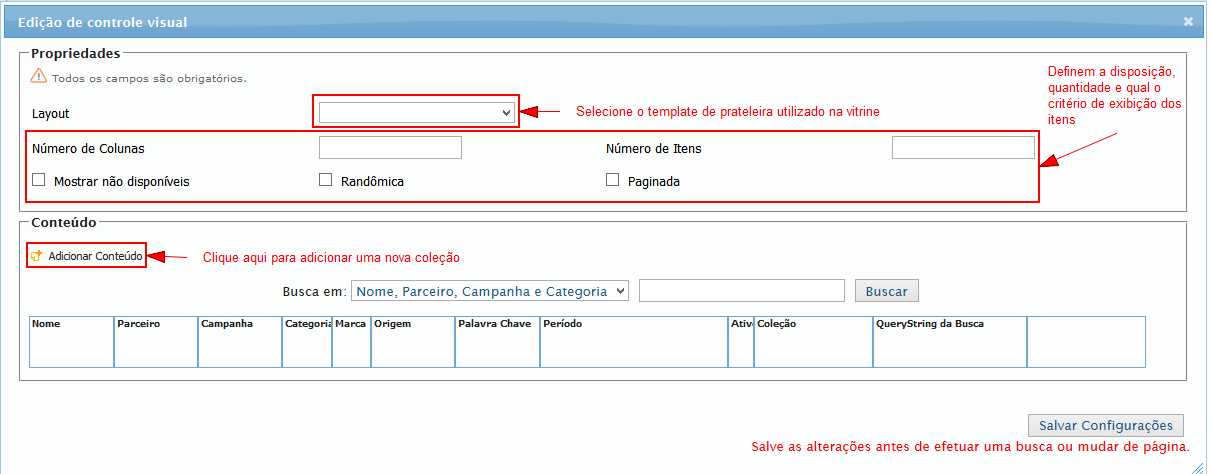 Edição de controle visual
Propriedades
Todos os campos são obrigatórios.
Definem a disposição,
quantidade e qual o
critério de exibição dos
itens
Layout
Selecione o template de prateleira utilizado na vitrine
Número de Colunas
Número de Itens
Mostrar não disponíveis
Randômica
Paginada
Conteúdo
Adicionar Conteúdo
Clique aqui para adicionar uma nova coleção
Busca em: Nome, Parceiro, Campanha e Categoria Buscar
Nome Parceiro Campanha Categoria Marca Origem Palavra Chave Período Ativo Coleção QueryString da Busca
Salvar Configurações
Salve as alterações antes de efetuar uma busca ou mudar de página.